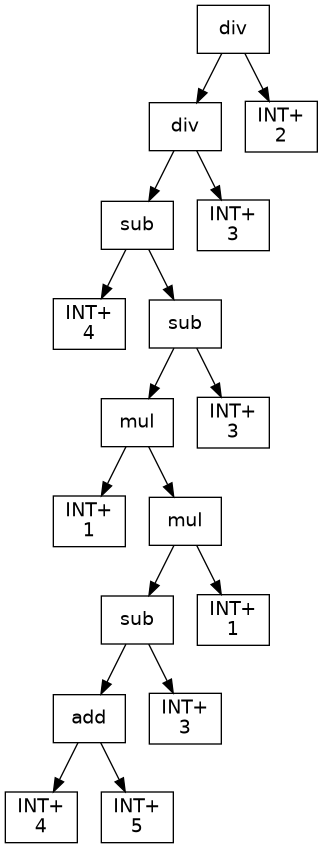 div
div
INT+
2
sub
INT+
3
INT+
4
sub
mul
INT+
3
INT+
1
mul
sub
INT+
1
add
INT+
3
INT+
4
INT+
5